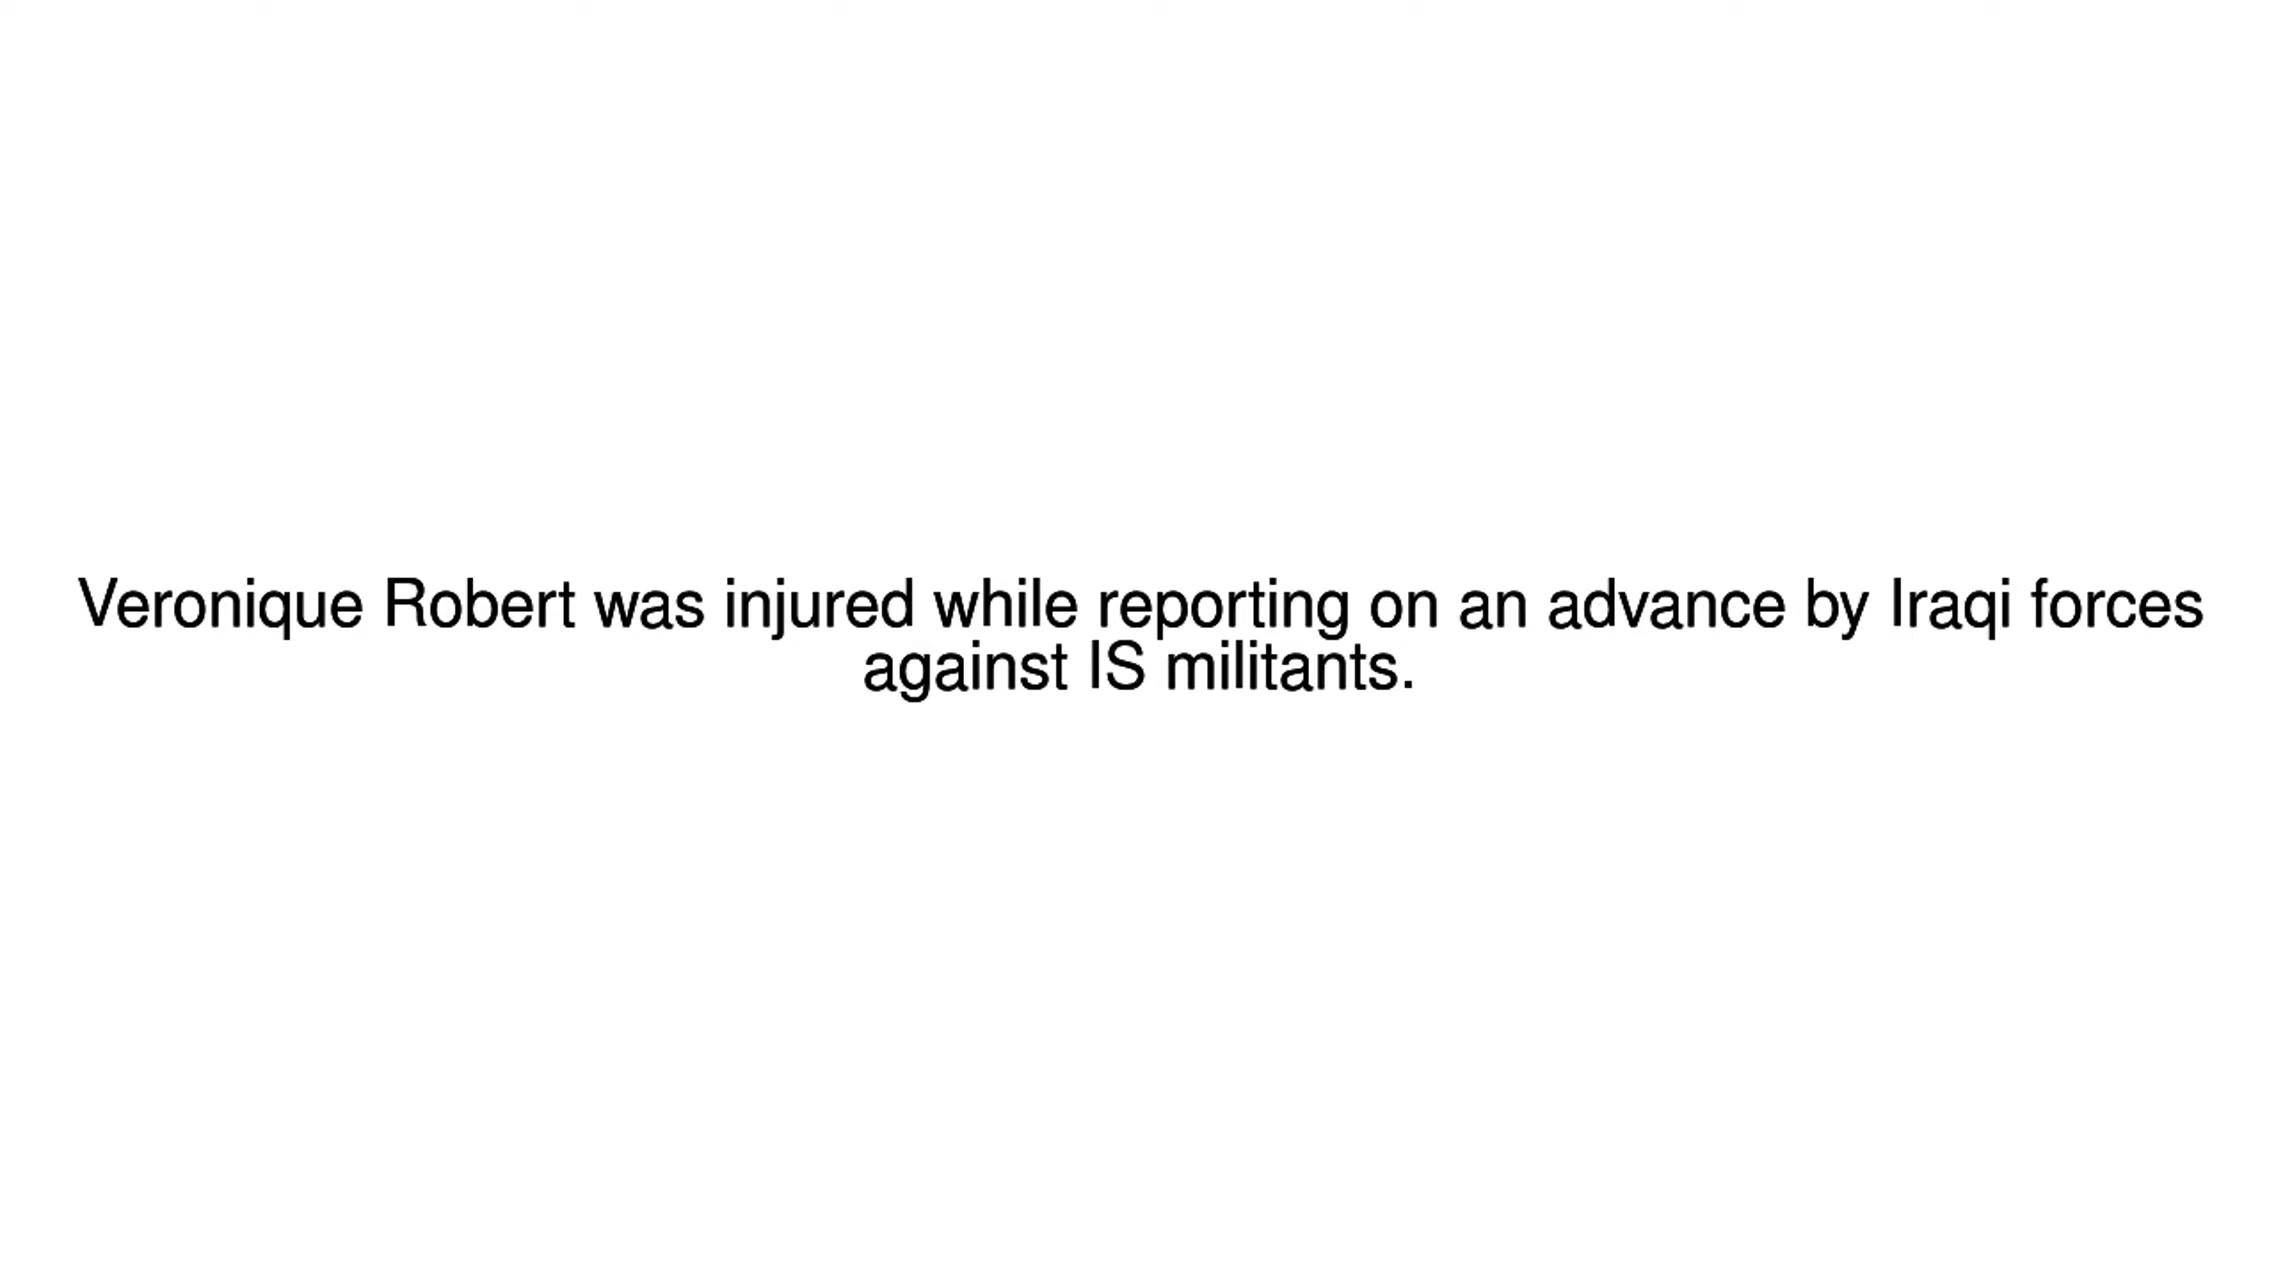 Veronique Robert was injured while reporting on an advance by Iraqi forces
against IS militants.